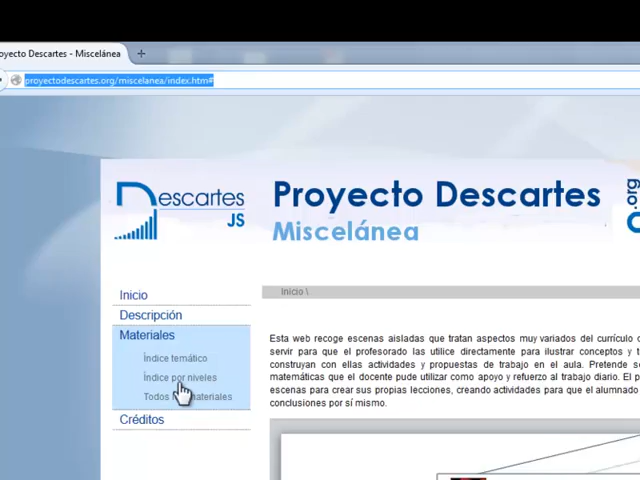 oyecto Descartes - Miscelánea
proyectodescartes.org/miscelanea/index.htm#
Descartes
JS
Proyecto Descartes
Miscelánea
.org
Inicio
Inicio \
Descripción
Materiales
Índice temático
Índice por niveles
Todos materiales
Créditos
Esta web recoge escenas aisladas que tratan aspectos muy variados del currículo
servir para que el profesorado las utilice directamente para ilustrar conceptos y
construyan con ellas actividades y propuestas de trabajo en el aula. Pretende
matemáticas que el docente pude utilizar como apoyo y refuerzo al trabajo diario. El
escenas para crear sus propias lecciones, creando actividades para que el alumnado
conclusiones por sí mismo.